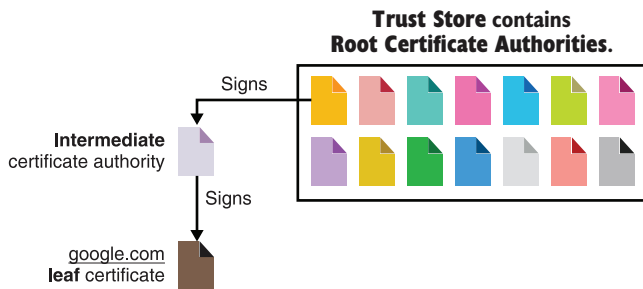 Trust Store contains
Root Certificate Authorities.
Signs
Intermediate
certificate authority
Signs
google.com
leaf certificate